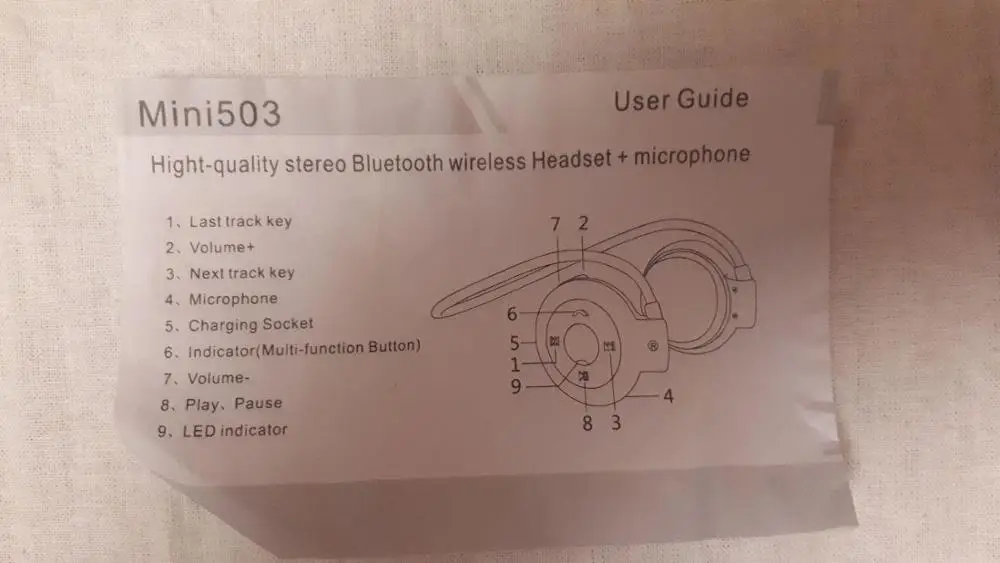 Mini503
User Guide
Hight-quality stereo Bluetooth wireless Headset + microphone
1、Last track key
2、Volume+
3、Next track key
4、Microphone
5、Charging Socket
6、Indicator(Multi-function Button)
7、Volume-
8、Play、Pause
9、LED indicator
7 2
6
5
1
9
®
4
8 3